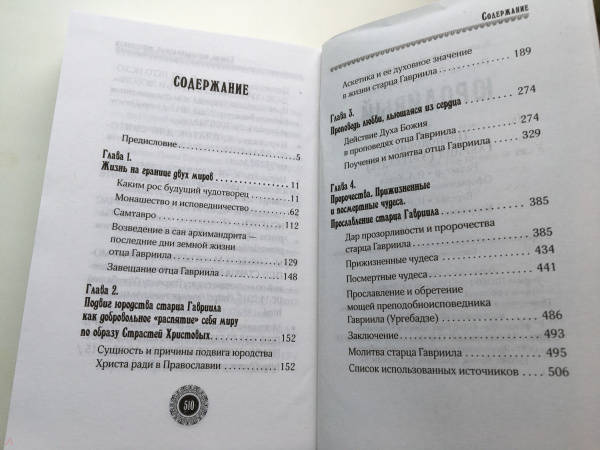 СОДЕРЖАНИЕ
Предисловие 5
Глава 1.
Жизнь на границе двух миров 11
Каким рос будущий чудотворец 11
Монашество и исповедничество 62
Самтавро 112
Возведение в сан архимандрита —
последние дни земной жизни
отца Гавриила 129
Завещание отца Гавриила 148
Глава 2.
Подвиг юродства старца Гавриила
как добровольное «распятие» себя миру
по образу Страстей Христовых 152
Сущность и причины подвига юродства
Христа ради в Православии 152
510
Содержание
Аскетика и ее духовное значение
в жизни старца Гавриила 189
Глава 3.
Проповедь любви, льющаяся из сердца 274
Действие Духа Божия
в проповедях отца Гавриила 274
Поучения и молитва отца Гавриила 329
Глава 4.
Пророчества. Прижизненные
и посмертные чудеса.
Прославление старца Гавриила 385
Дар прозорливости и пророчества
старца Гавриила 385
Прижизненные чудеса 434
Посмертные чудеса 441
Прославление и обретение
мощей преподобноисповедника
Гавриила (Ургебадзе) 486
Заключение 493
Молитва старца Гавриила 495
Список использованных источников 506